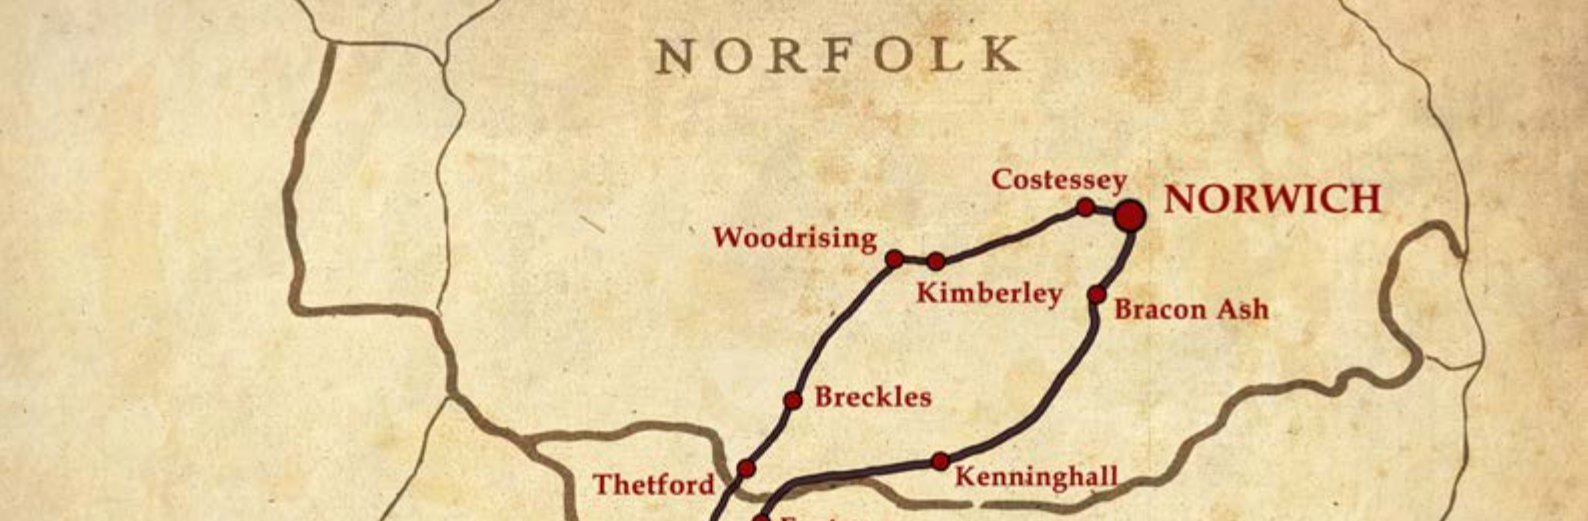 NORFOLK
Costessey
NORWICH
Woodrising
Kimberley
Bracon Ash
Breckles
Thetford
Kenninghall